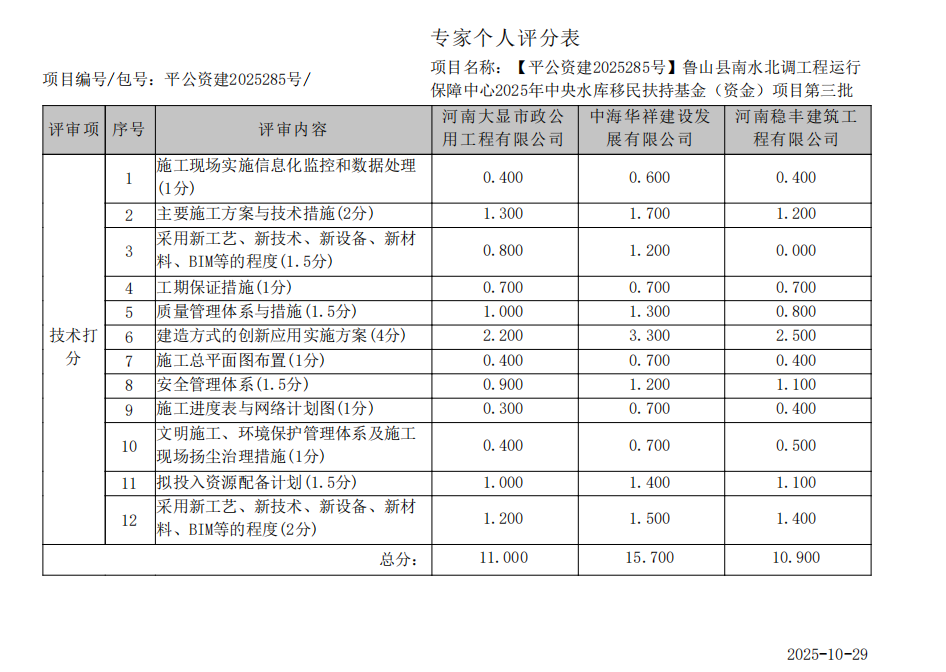 专家个人评分表
项目编号/包号：平公资建2025285号/
项目名称：【平公资建2025285号】鲁山县南水北调工程运行
保障中心2025年中央水库移民扶持基金（资金）项目第三批
评审项 序号 评审内容 河南大显市政公 中海华祥建设发 河南稳丰建筑工
用工程有限公司 展有限公司 程有限公司
技术打
分
1 施工现场实施信息化监控和数据处理 0.400 0.600 0.400
(1分)
2 主要施工方案与技术措施(2分) 1.300 1.700 1.200
3 采用新工艺、新技术、新设备、新材 0.800 1.200 0.000
料、BIM等的程度(1.5分)
4 工期保证措施(1分) 0.700 0.700 0.700
5 质量管理体系与措施(1.5分) 1.000 1.300 0.800
6 建造方式的创新应用实施方案(4分) 2.200 3.300 2.500
7 施工总平面图布置(1分) 0.400 0.700 0.400
8 安全管理体系(1.5分) 0.900 1.200 1.100
9 施工进度表与网络计划图(1分) 0.300 0.700 0.400
10 文明施工、环境保护管理体系及施工 0.400 0.700 0.500
现场扬尘治理措施(1分)
11 拟投入资源配备计划(1.5分) 1.000 1.400 1.100
12 采用新工艺、新技术、新设备、新材 1.200 1.500 1.400
料、BIM等的程度(2分)
总分： 11.000 15.700 10.900
2025-10-29